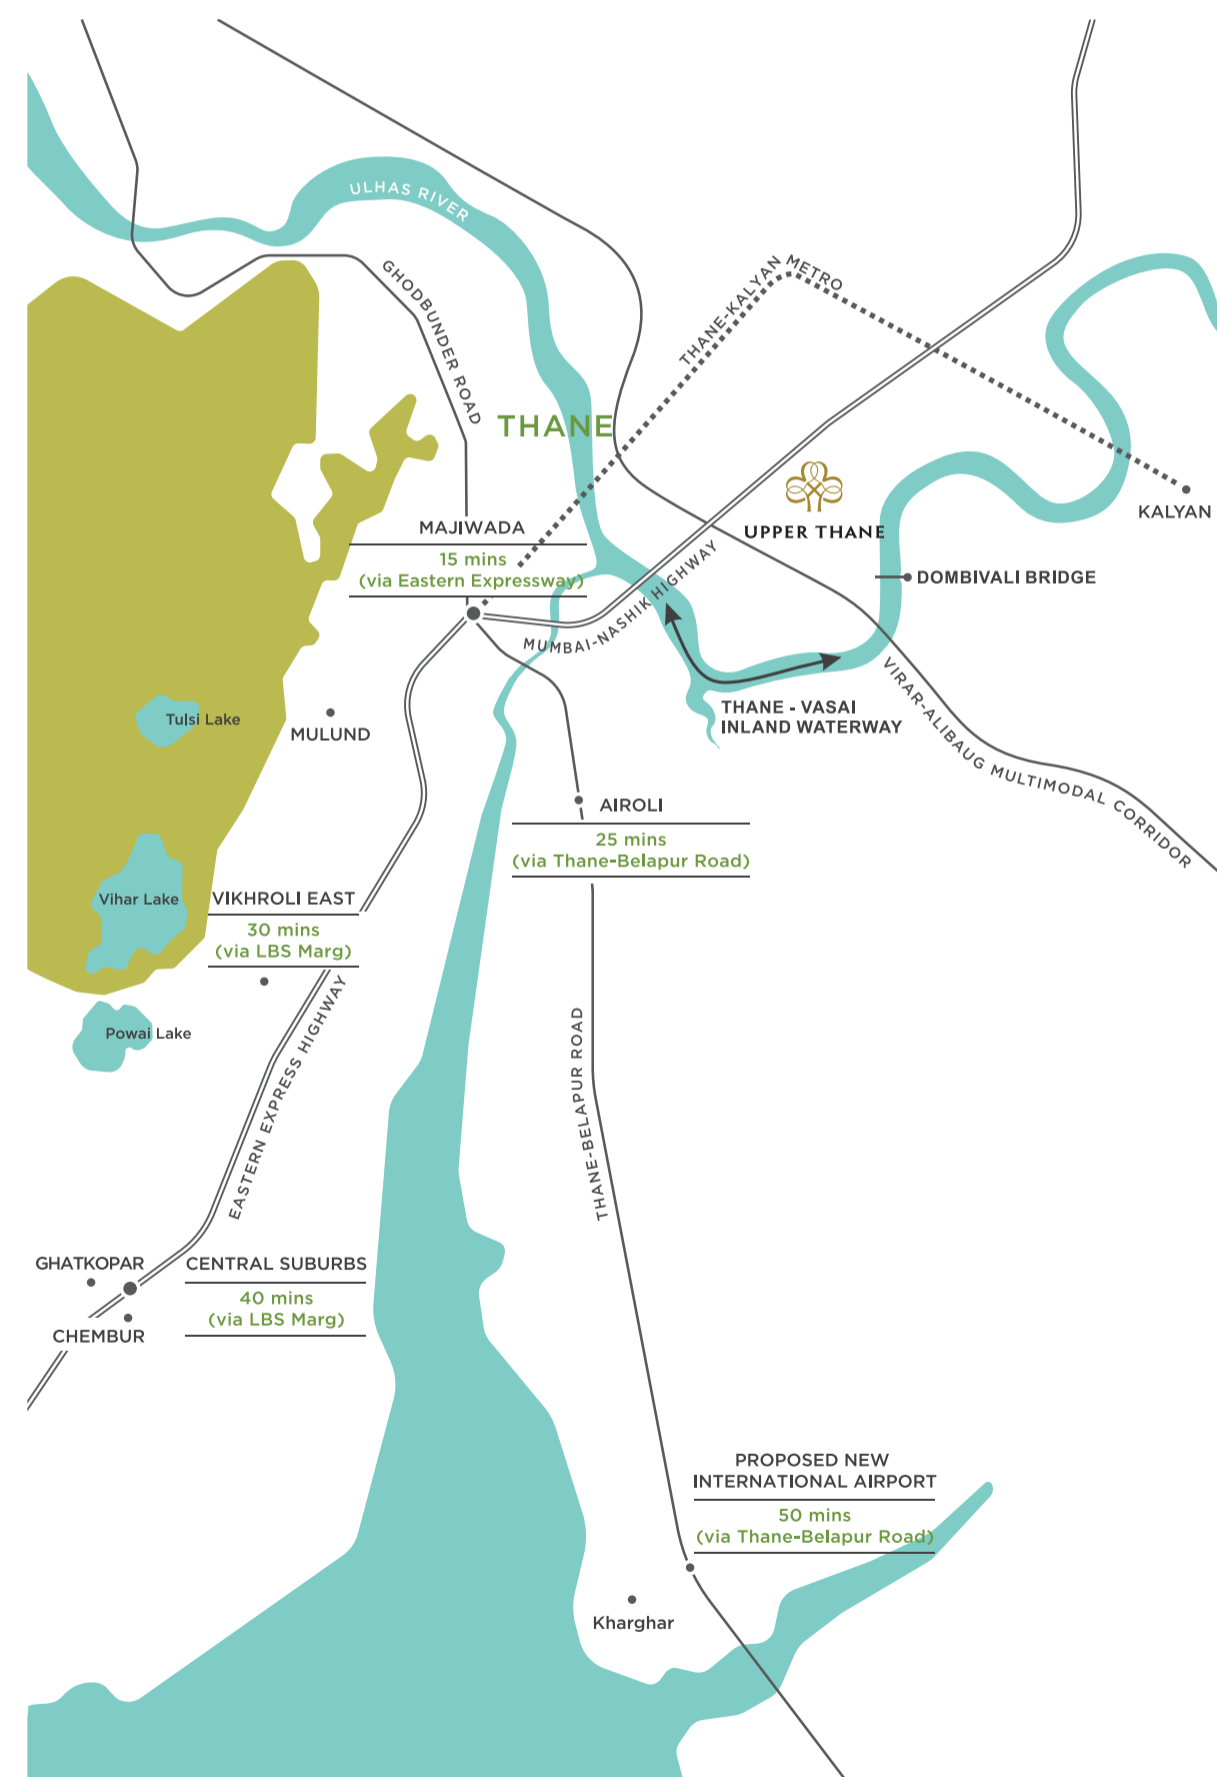 ULHAS RIVER
GHODBUNDER ROAD
THANE-KALYAN METRO
THANE
UPPER THANE
KALYAN
MAJIWADA
15 mins
(via Eastern Expressway)
DOMBIVALI BRIDGE
MUMBAI-NASHIK HIGHWAY
THANE - VASAI
INLAND WATERWAY
VIRAR-ALIBAUG MULTIMODAL CORRIDOR
Tulsi Lake
MULUND
AIROLI
25 mins
(via Thane-Belapur Road)
Vihar Lake
VIKHROLI EAST
30 mins
(via LBS Marg)
Powai Lake
EASTERN EXPRESS HIGHWAY
THANE-BELAPUR ROAD
GHATKOPAR
CENTRAL SUBURBS
40 mins
(via LBS Marg)
CHEMBUR
PROPOSED NEW
INTERNATIONAL AIRPORT
50 mins
(via Thane-Belapur Road)
Kharghar